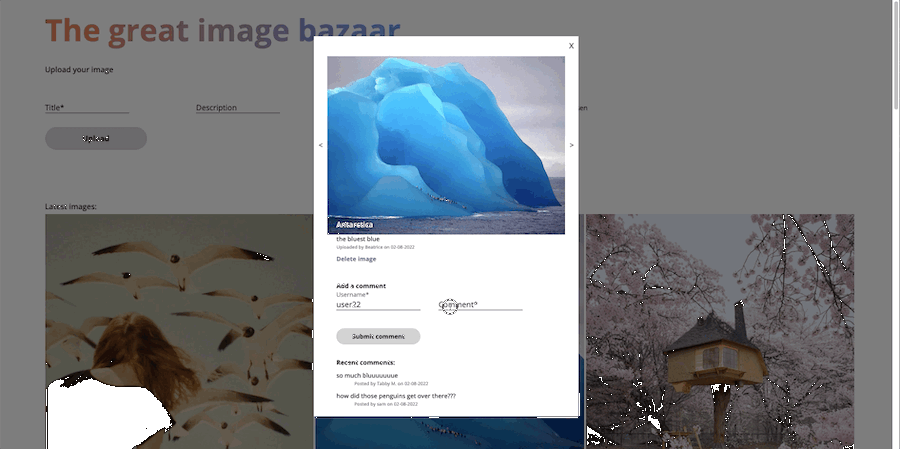 The great image bazaar
Upload your image
Title*
Description
Upload
Latest images:
X
<
>
Antarctica
the bluest blue
Uploaded by Beatrica on 02-08-2022
Delete image
Add a comment
Username*
user22
Comment*
Submit comment
Recent comments:
so much bluuuuuuue
Posted by Tabby M. on 02-08-2022
how did those penguins get over there???
Posted by sam on 02-08-2022